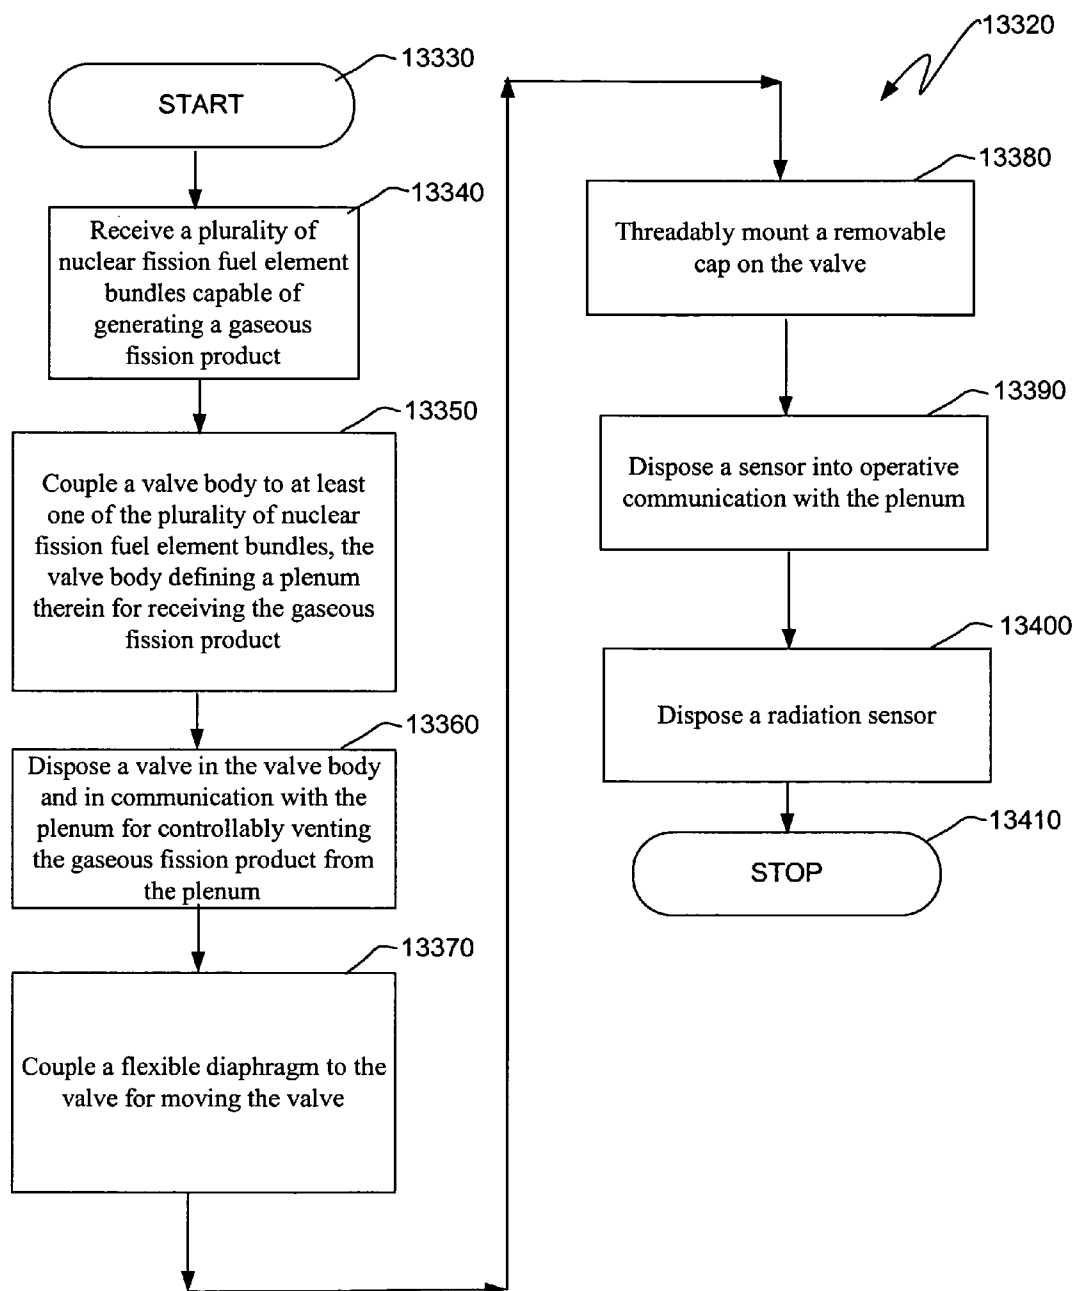 13330
START
13340
Receive a plurality of
nuclear fission fuel element
bundles capable of
generating a gaseous
fission product
13350
Couple a valve body to at least
one of the plurality of nuclear
fission fuel element bundles, the
valve body defining a plenum
therein for receiving the gaseous
fission product
13360
Dispose a valve in the valve body
and in communication with the
plenum for controllably venting
the gaseous fission product from
the plenum
13370
Couple a flexible diaphragm to the
valve for moving the valve
13320
13380
Threadably mount a removable
cap on the valve
13390
Dispose a sensor into operative
communication with the plenum
13400
Dispose a radiation sensor
13410
STOP